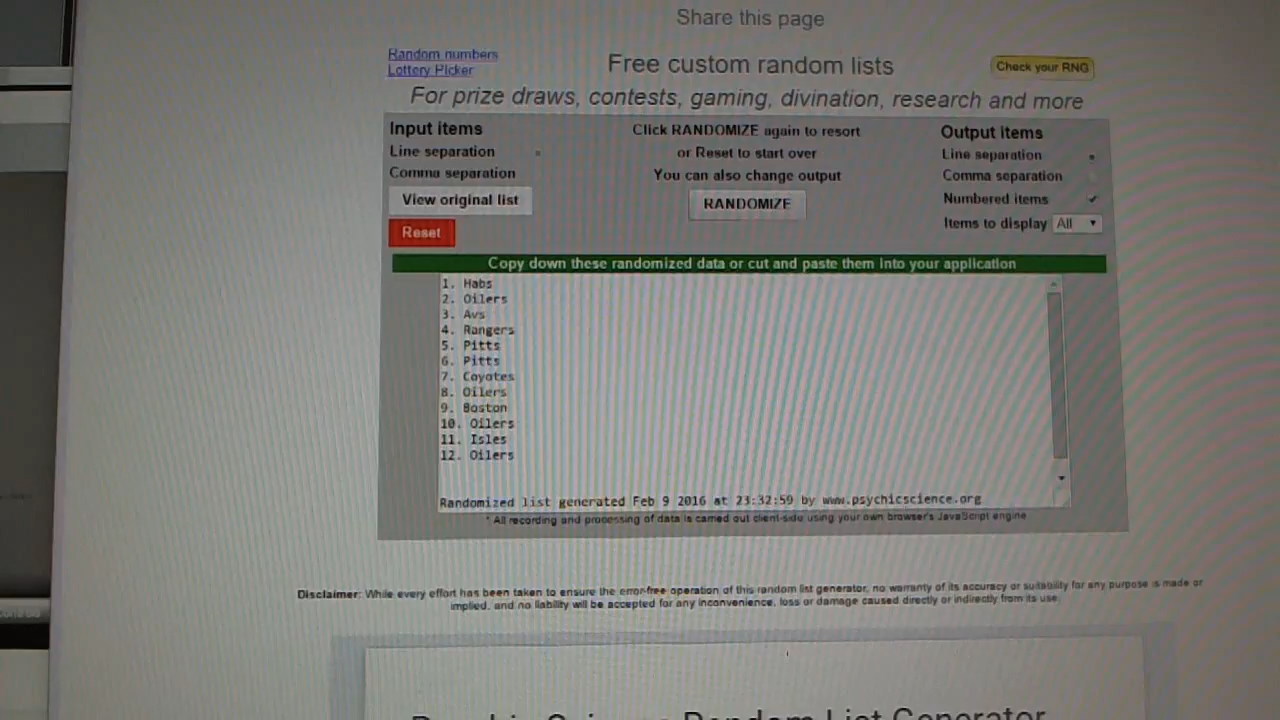 Share this page
Random numbers
Lottery Picker
Free custom random lists
Check your RNG
For prize draws, contests, gaming, divination, research and more
Input items
Line separation
Comma separation
View original list
Reset
Click RANDOMIZE again to resort
or Reset to start over
You can also change output
RANDOMIZE
Output items
Line separation
Comma separation
Numbered items
Items to display All
Copy down these randomized data or cut and paste them into your application
1. Habs
2. Oilers
3. Avs
4. Rangers
5. Pitts
6. Pitts
7. Coyotes
8. Oilers
9. Boston
10. Oilers
11. Isles
12. Oilers
Randomized list generated Feb 9 2016 at 23:32:59 by www.psychicscience.org
* All recording and processing of data is carried out client-side using your own browser's JavaScript engine
Disclaimer: While every effort has been taken to ensure the error-free operation of this random list generator, no warranty of its accuracy or suitability for any purpose is made or
implied, and no liability will be accepted for any inconvenience, loss or damage caused directly or indirectly from its use.
Random List Generator